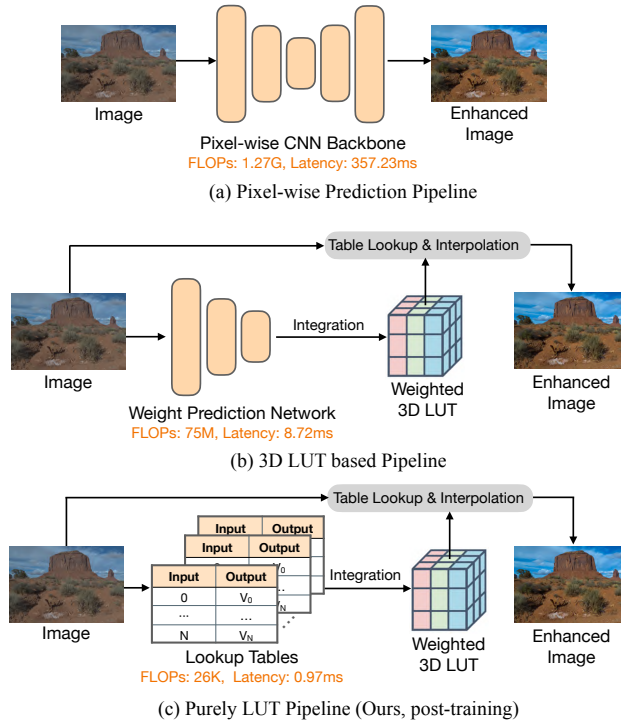 Image
Enhanced
Image
Pixel-wise CNN Backbone
FLOPs: 1.27G, Latency: 357.23ms
(a) Pixel-wise Prediction Pipeline
Table Lookup & Interpolation
Integration
Image
Weight Prediction Network
FLOPs: 75M, Latency: 8.72ms
Weighted
3D LUT
Enhanced
Image
(b) 3D LUT based Pipeline
Table Lookup & Interpolation
Input Output
Input Output
V₀
Input Output
0 V₀
... ...
N V_N
...
V_N
Integration
Image
Lookup Tables
FLOPs: 26K, Latency: 0.97ms
Weighted
3D LUT
Enhanced
Image
(c) Purely LUT Pipeline (Ours, post-training)